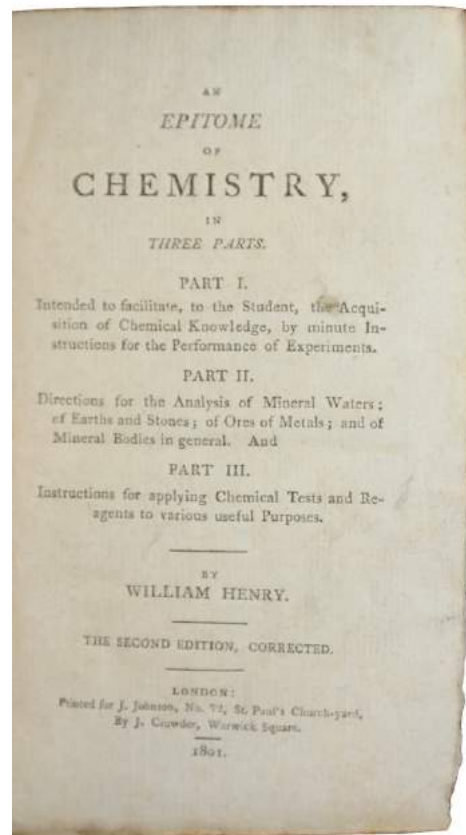 AN
EPITOME
OF
CHEMISTRY,
IN
THREE PARTS.
PART I.
Intended to facilitate, to the Student, the Acqui-
sition of Chemical Knowledge, by minute In-
structions for the Performance of Experiments.
PART II.
Directions for the Analysis of Mineral Waters;
of Earths and Stones; of Ores of Metals; and of
Mineral Bodies in general. And
PART III.
Instructions for applying Chemical Tests and Re-
agents to various useful Purposes.
BY
WILLIAM HENRY.
THE SECOND EDITION, CORRECTED.
LONDON:
Printed for J. Johnson, No. 72, St. Paul's Church-yard,
By J. Crowder, Warwick Square.
1801.